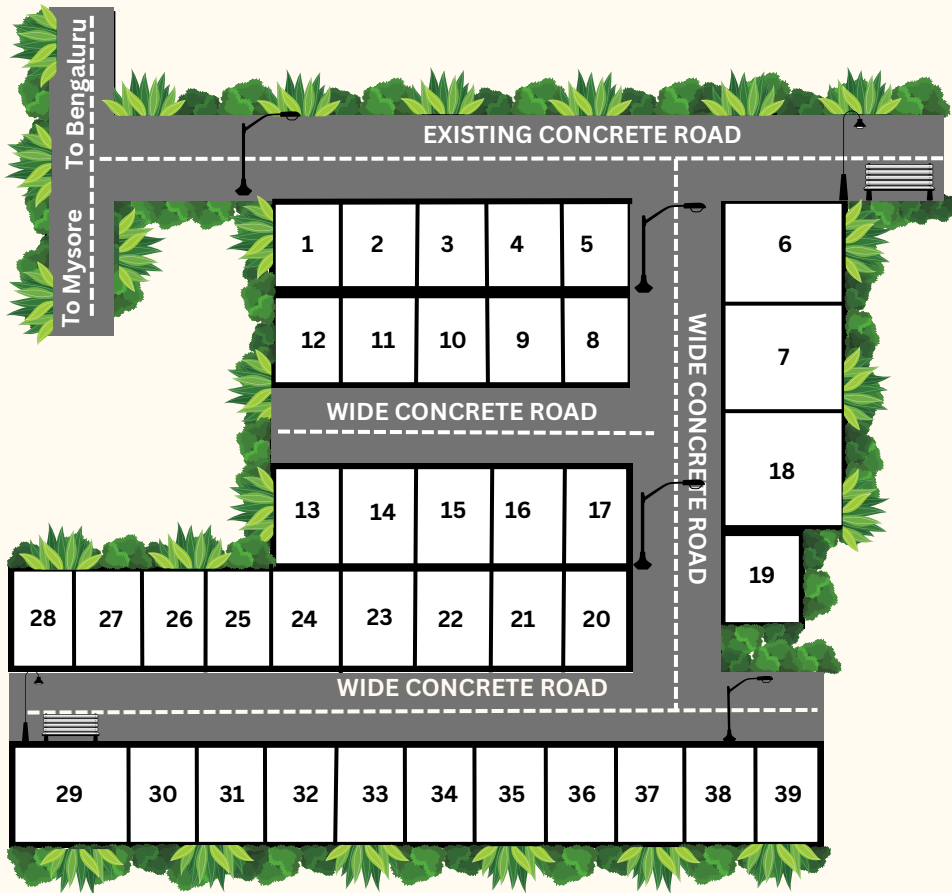 To Bengaluru
To Mysore
EXISTING CONCRETE ROAD
1 2 3 4 5
6
12 11 10 9 8
7
WIDE CONCRETE ROAD
WIDE CONCRETE ROAD
18
13 14 15 16 17
19
28 27 26 25 24 23 22 21 20
WIDE CONCRETE ROAD
29 30 31 32 33 34 35 36 37 38 39